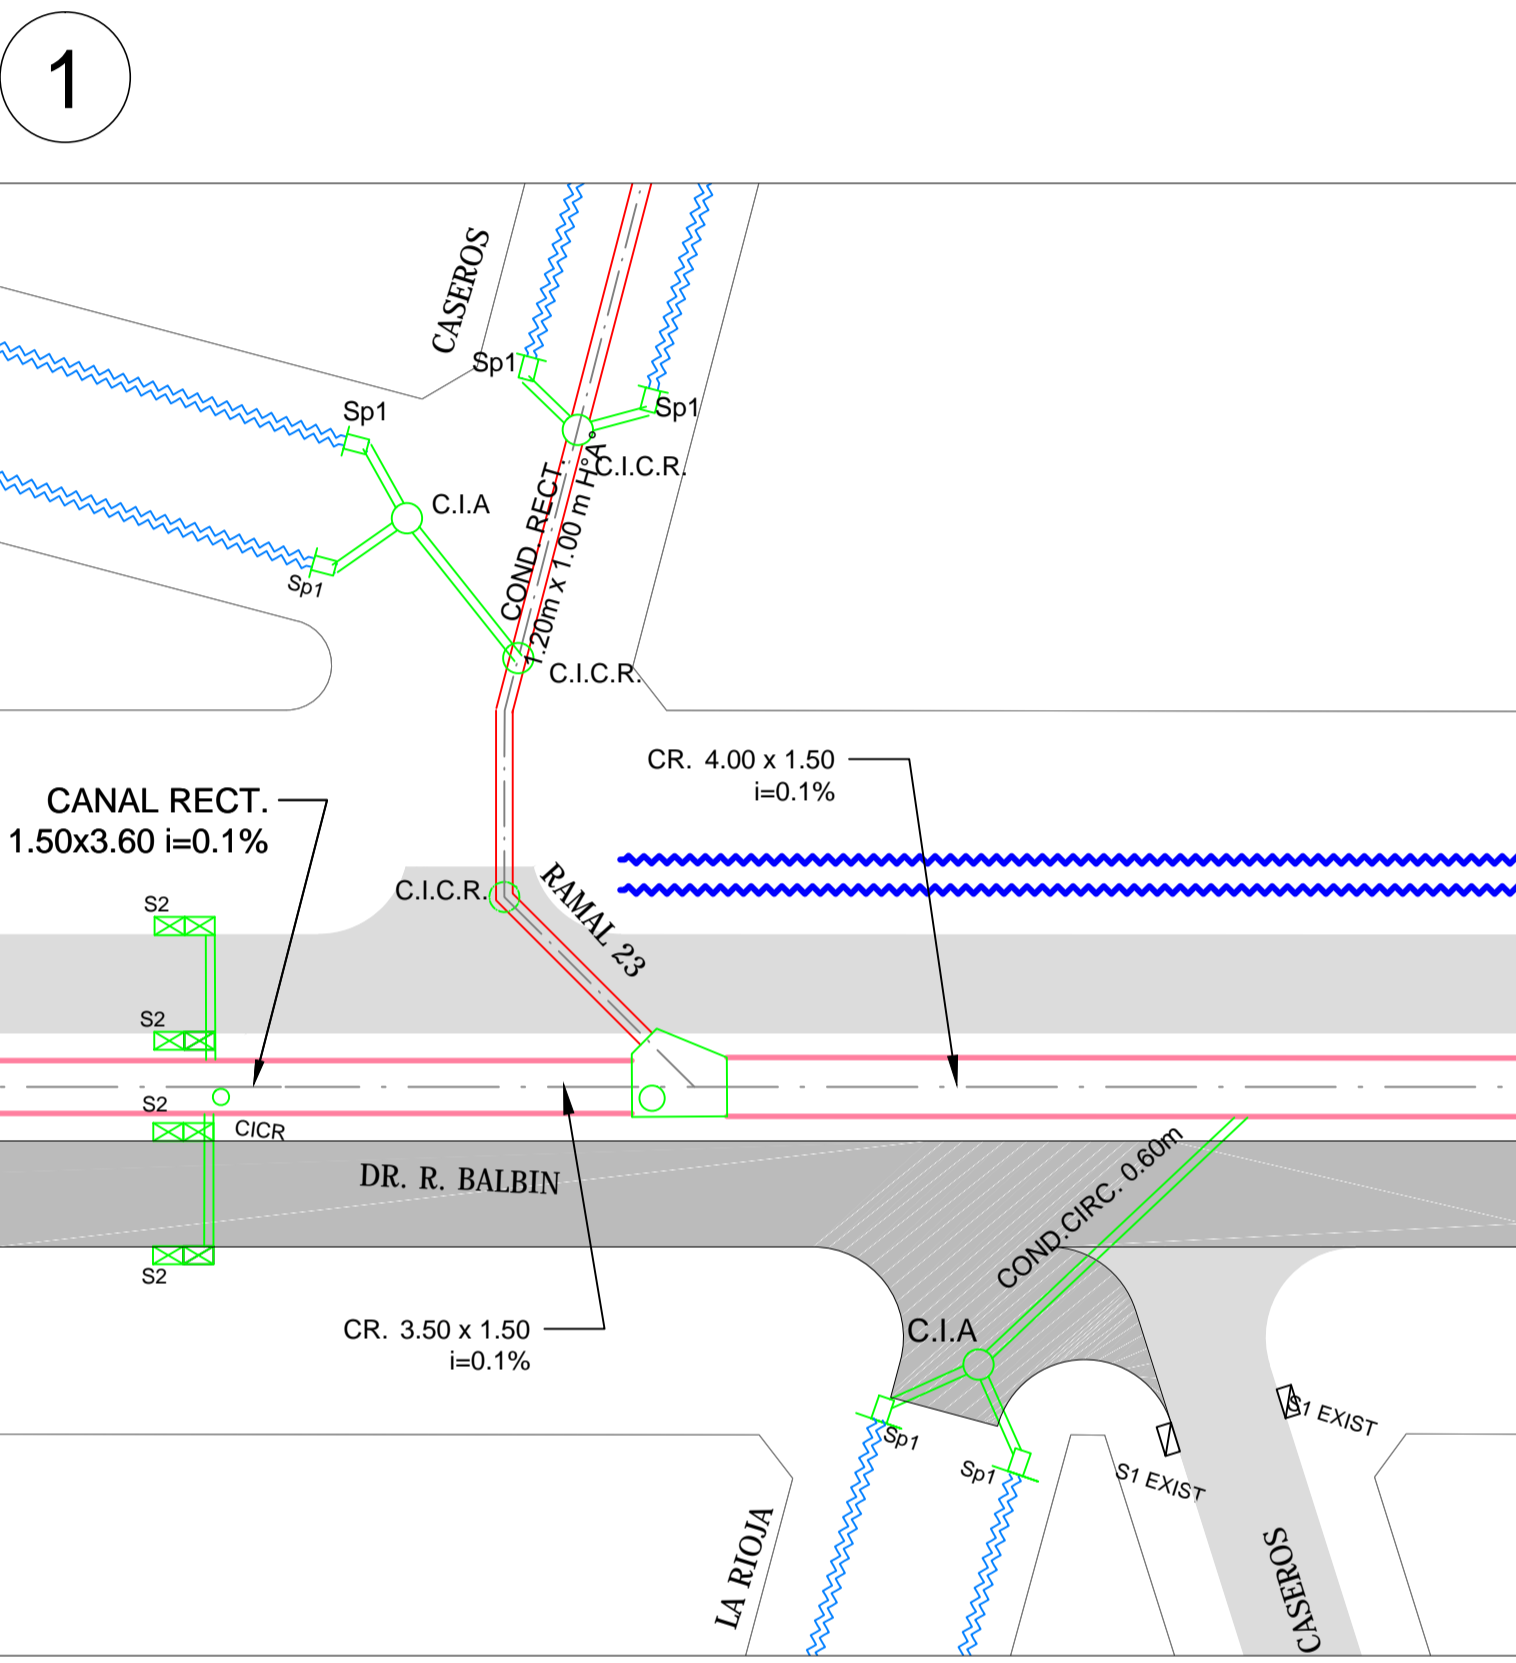 1
CASEROS
Sp1
Sp1
Sp1
C.I.C.R.
C.I.A
COND. RECT.
1.20m x 1.00 m H°A°
Sp1
C.I.C.R.
CR. 4.00 x 1.50
i=0.1%
CANAL RECT.
1.50x3.60 i=0.1%
C.I.C.R.
RAMAL 23
S2
S2
S2
CICR
DR. R. BALBIN
COND.CIRC. 0.60m
S2
CR. 3.50 x 1.50
i=0.1%
C.I.A
Sp1
Sp1
S1 EXIST
S1 EXIST
LA RIOJA
CASEROS